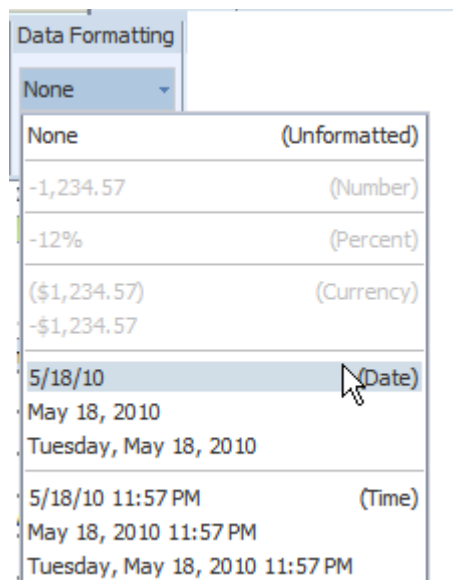 Data Formatting
None
None (Unformatted)
-1,234.57 (Number)
-12% (Percent)
($1,234.57) (Currency)
-$1,234.57
5/18/10 (Date)
May 18, 2010
Tuesday, May 18, 2010
5/18/10 11:57 PM (Time)
May 18, 2010 11:57 PM
Tuesday, May 18, 2010 11:57 PM